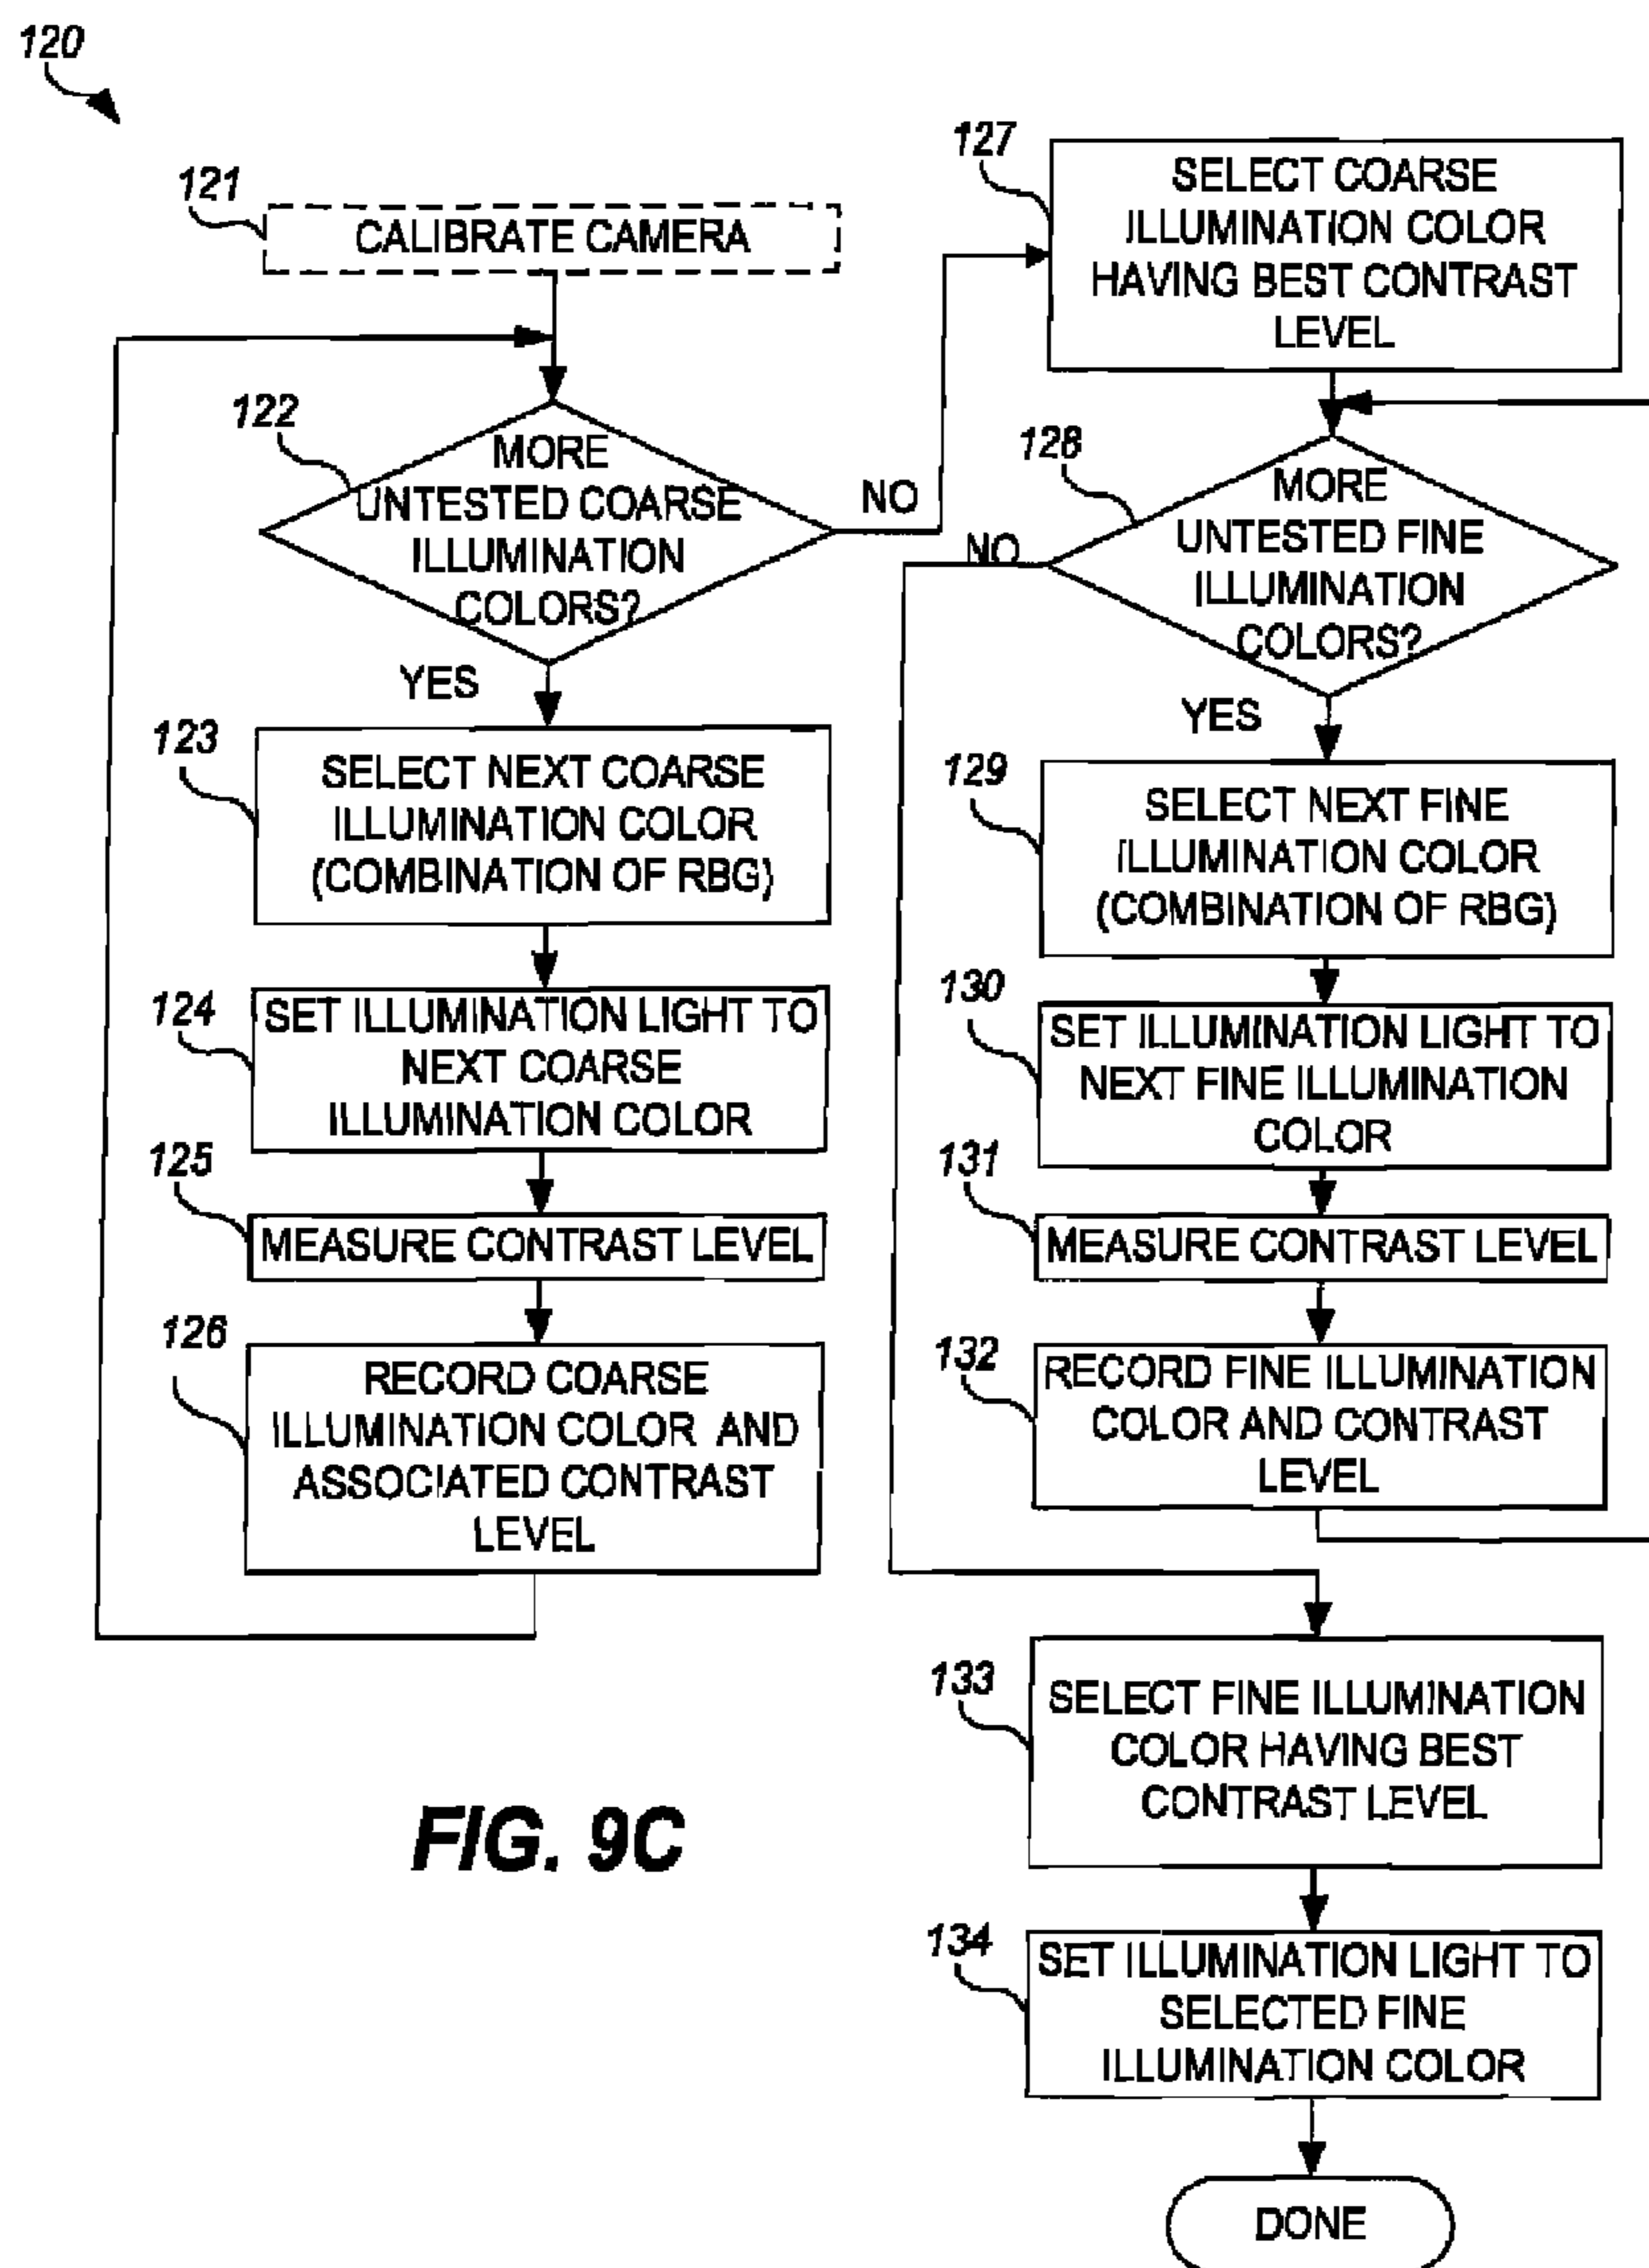 120
121
CALIBRATE CAMERA
122
MORE
UNTESTED COARSE
ILLUMINATION
COLORS?
NO
YES
123
SELECT NEXT COARSE
ILLUMINATION COLOR
(COMBINATION OF RBG)
124
SET ILLUMINATION LIGHT TO
NEXT COARSE
ILLUMINATION COLOR
125
MEASURE CONTRAST LEVEL
126
RECORD COARSE
ILLUMINATION COLOR AND
ASSOCIATED CONTRAST
LEVEL
127
SELECT COARSE
ILLUMINATION COLOR
HAVING BEST CONTRAST
LEVEL
128
MORE
UNTESTED FINE
ILLUMINATION
COLORS?
NO
YES
129
SELECT NEXT FINE
ILLUMINATION COLOR
(COMBINATION OF RBG)
130
SET ILLUMINATION LIGHT TO
NEXT FINE ILLUMINATION
COLOR
131
MEASURE CONTRAST LEVEL
132
RECORD FINE ILLUMINATION
COLOR AND CONTRAST
LEVEL
133
SELECT FINE ILLUMINATION
COLOR HAVING BEST
CONTRAST LEVEL
134
SET ILLUMINATION LIGHT TO
SELECTED FINE
ILLUMINATION COLOR
DONE
FIG. 9C